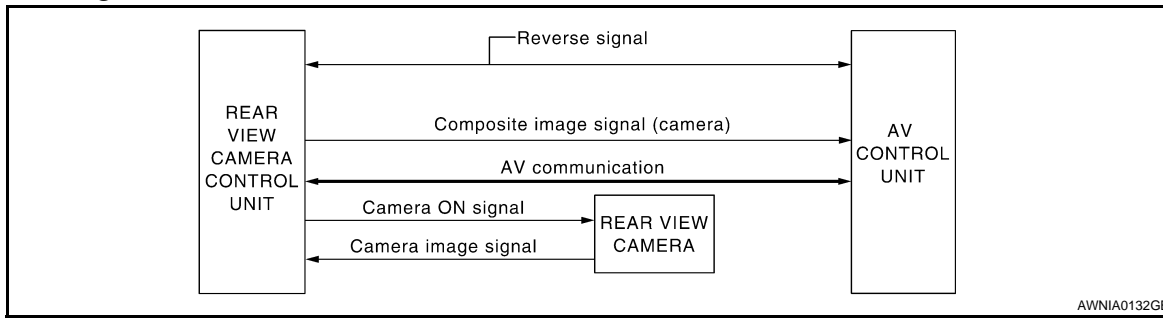 Reverse signal
REAR
VIEW
CAMERA
CONTROL
UNIT
Composite image signal (camera)
AV communication
Camera ON signal
Camera image signal
REAR VIEW
CAMERA
AV
CONTROL
UNIT